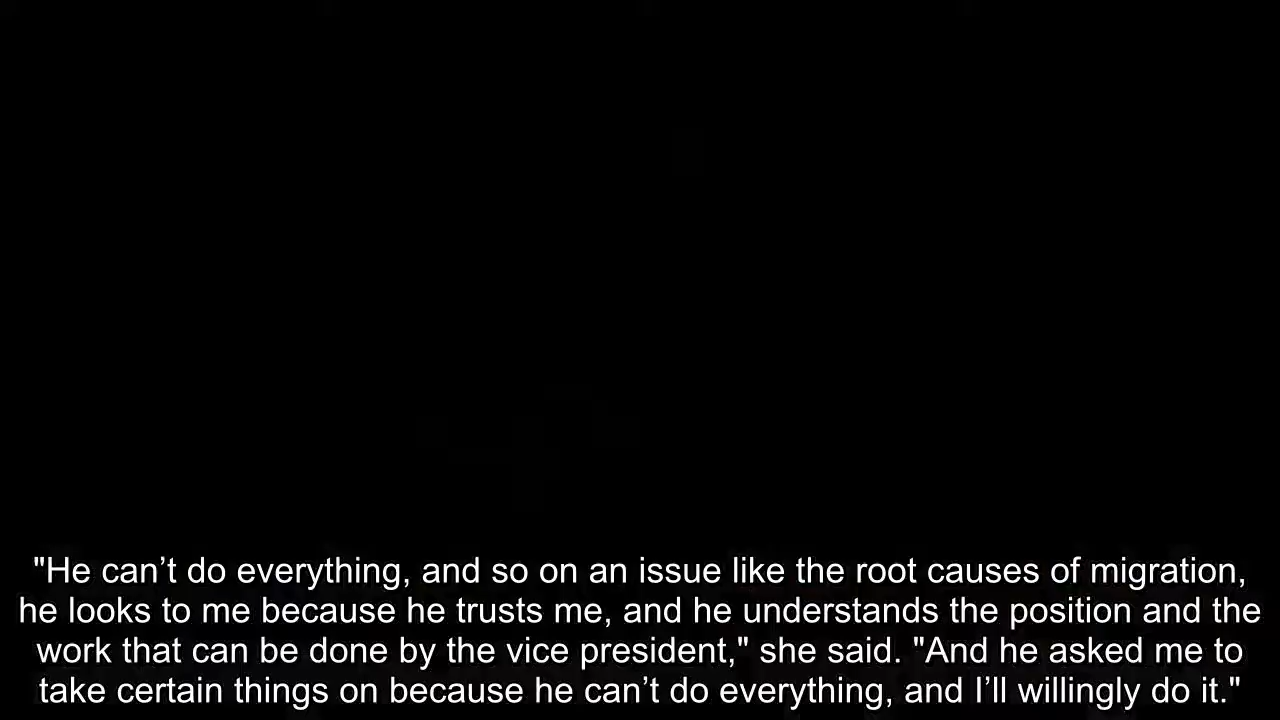 "He can’t do everything, and so on an issue like the root causes of migration,
he looks to me because he trusts me, and he understands the position and the
work that can be done by the vice president," she said. "And he asked me to
take certain things on because he can’t do everything, and I’ll willingly do it."